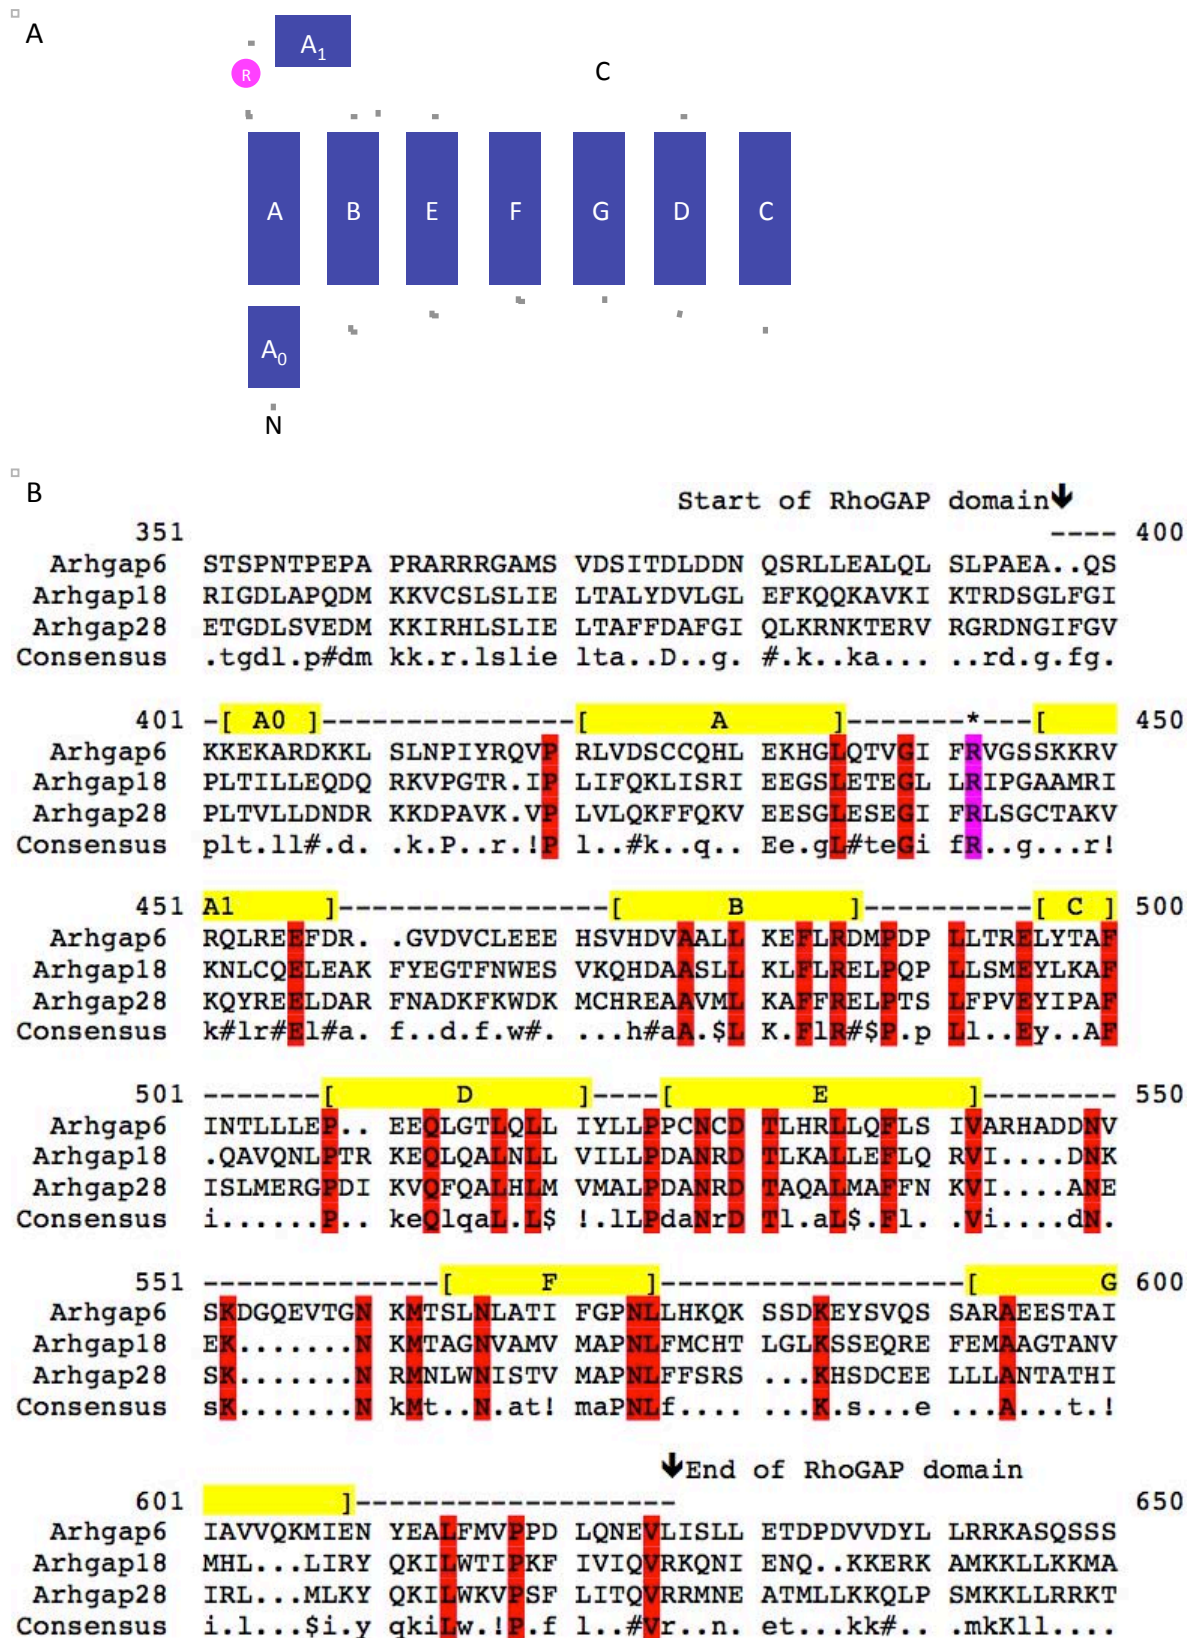 A
A1
R
C
A B E F G D C
A0
N
B
Start of RhoGAP domain↓
351 ---- 400
Arhgap6 STSPNTPEPA PRARRRGAMS VDSITDLDDN QSRLLEALQL SLPAEA..QS
Arhgap18 RIGDLAPQDM KKVCSLSLIE LTALYDVLGL EFKQQKAVKI KTRDSGLFGI
Arhgap28 ETGDLSVEDM KKIRHLSLIE LTAFFDAFGI QLKRNKTERV RGRDNGIFGV
Consensus .tgdl.p#dm kk.r.lslie lta..D..g. #.k..ka... ..rd.g.fg.
401 -[ A0 ]---------------[ A ]-------*---[ 450
Arhgap6 KKEKARDKKL SLNPIYRQVP RLVDSCCQHL EKHGLQTVGI FRVGSSKKRV
Arhgap18 PLTILLEQDQ RKVPGTR.IP LIFQKLISRI EEGSLETEGL LRIPGAAMRI
Arhgap28 PLTVLLDNDR KKDPAVK.VP LVLQKFFQKV EESGLESEGI FRLSGCTAKV
Consensus plt.ll#.d. .k.P..r.!P l..#k..q.. Ee.gL#teGi fR..g...r!
451 A1 ]----------------[ B ]----------[ C ] 500
Arhgap6 RQLREEFDR. .GVDVCLEEE HSVHDVAALL KEFLRDMPDP LLTRELYTAF
Arhgap18 KNLCQELEAK FYEGTFNWES VKQHDAASLL KLFLRELPQP LLSMEYLKAF
Arhgap28 KQYREELDAR FNADKFKWDK MCHREAAVML KAFFRELPTS LFPVEYIPAF
Consensus k#lr#El#a. f..d.f.w#. ...h#aA.$L K.FlR#$P.p Ll..Ey..AF
501 -------[ D ]----[ E ]-------- 550
Arhgap6 INTLLLEP.. EEQLGTLQLL IYLLPPCNCD TLHRLLQFLS IVARHADDNV
Arhgap18 .QAVQNLPTR KEQLQALNLL VILLPDANRD TLKALLEFLQ RVI....DNK
Arhgap28 ISLMERGPDI KVQFQALHLM VMALPDANRD TAQALMAFFN KVI....ANE
Consensus i......P.. keQlqaL.L$ !.lLPdaNrD Tl.aL$.Fl. .Vi....dN.
551 --------------[ F ]------------------[ G 600
Arhgap6 SKDGQEVTGN KMTSLNLATI FGPNLLHKQK SSDKEYSVQS SARAEESTAI
Arhgap18 EK.......N KMTAGNVAMV MAPNLFMCHT LGLKSSEQRE FEMAAGTANV
Arhgap28 SK.......N RMNLWNISTV MAPNLFFSRS ...KHSDCEE LLLANTATHI
Consensus sK.......N kMt..N.at! maPNLf.... ...K.s...e ...A...t.!
↓End of RhoGAP domain
601 ]------------------- 650
Arhgap6 IAVVQKMIEN YEALFMVPPD LQNEVLISLL ETDPDVVDYL LRRKASQSSS
Arhgap18 MHL...LIRY QKILWTIPKF IVIQVRKQNI ENQ..KKERK AMKKLLKKMA
Arhgap28 IRL...MLKY QKILWKVPSF LITQVRRMNE ATMLLKKQLP SMKKLLRRKT
Consensus i.l...$i.y qkiLw.!P.f l..#Vr..n. et...kk#.. .mkKll....